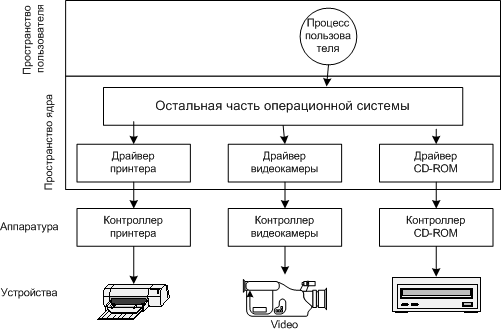 Пространство
пользователя
Процесс
пользова
теля
Пространство ядра
Остальная часть операционной системы
Драйвер
принтера
Драйвер
видеокамеры
Драйвер
CD-ROM
Аппаратура
Контроллер
принтера
Контроллер
видеокамеры
Контроллер
CD-ROM
Устройства
Video